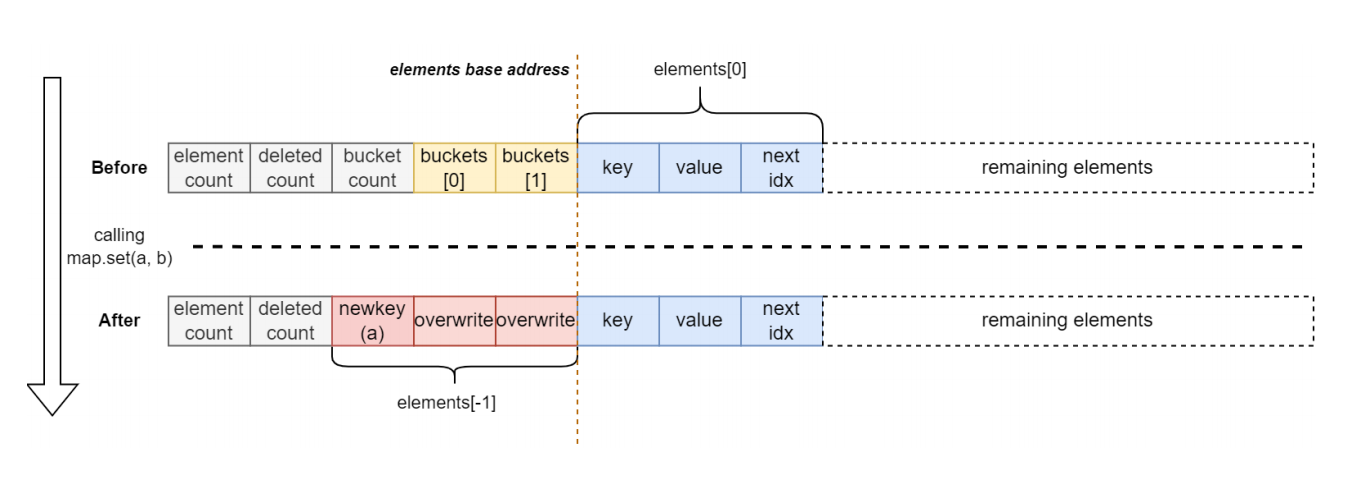 elements base address
elements[0]
Before
element
count
deleted
count
bucket
count
buckets
[0]
buckets
[1]
key
value
next
idx
remaining elements
calling
map.set(a, b)
After
element
count
deleted
count
newkey
(a)
overwrite
overwrite
key
value
next
idx
remaining elements
elements[-1]